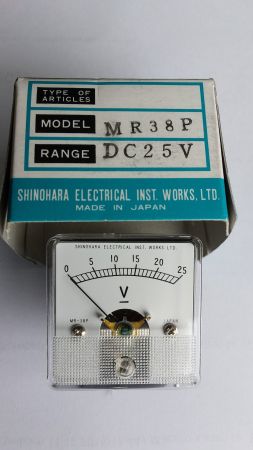 TYPE OF
ARTICLES
MODEL MR38P
RANGE DC25V
SHINOHARA ELECTRICAL INST. WORKS, LTD.
MADE IN JAPAN
SHINOHARA ELECTRICAL INST. WORKS LTD.
0 5 10 15 20 25
V
MR-38P JAPAN